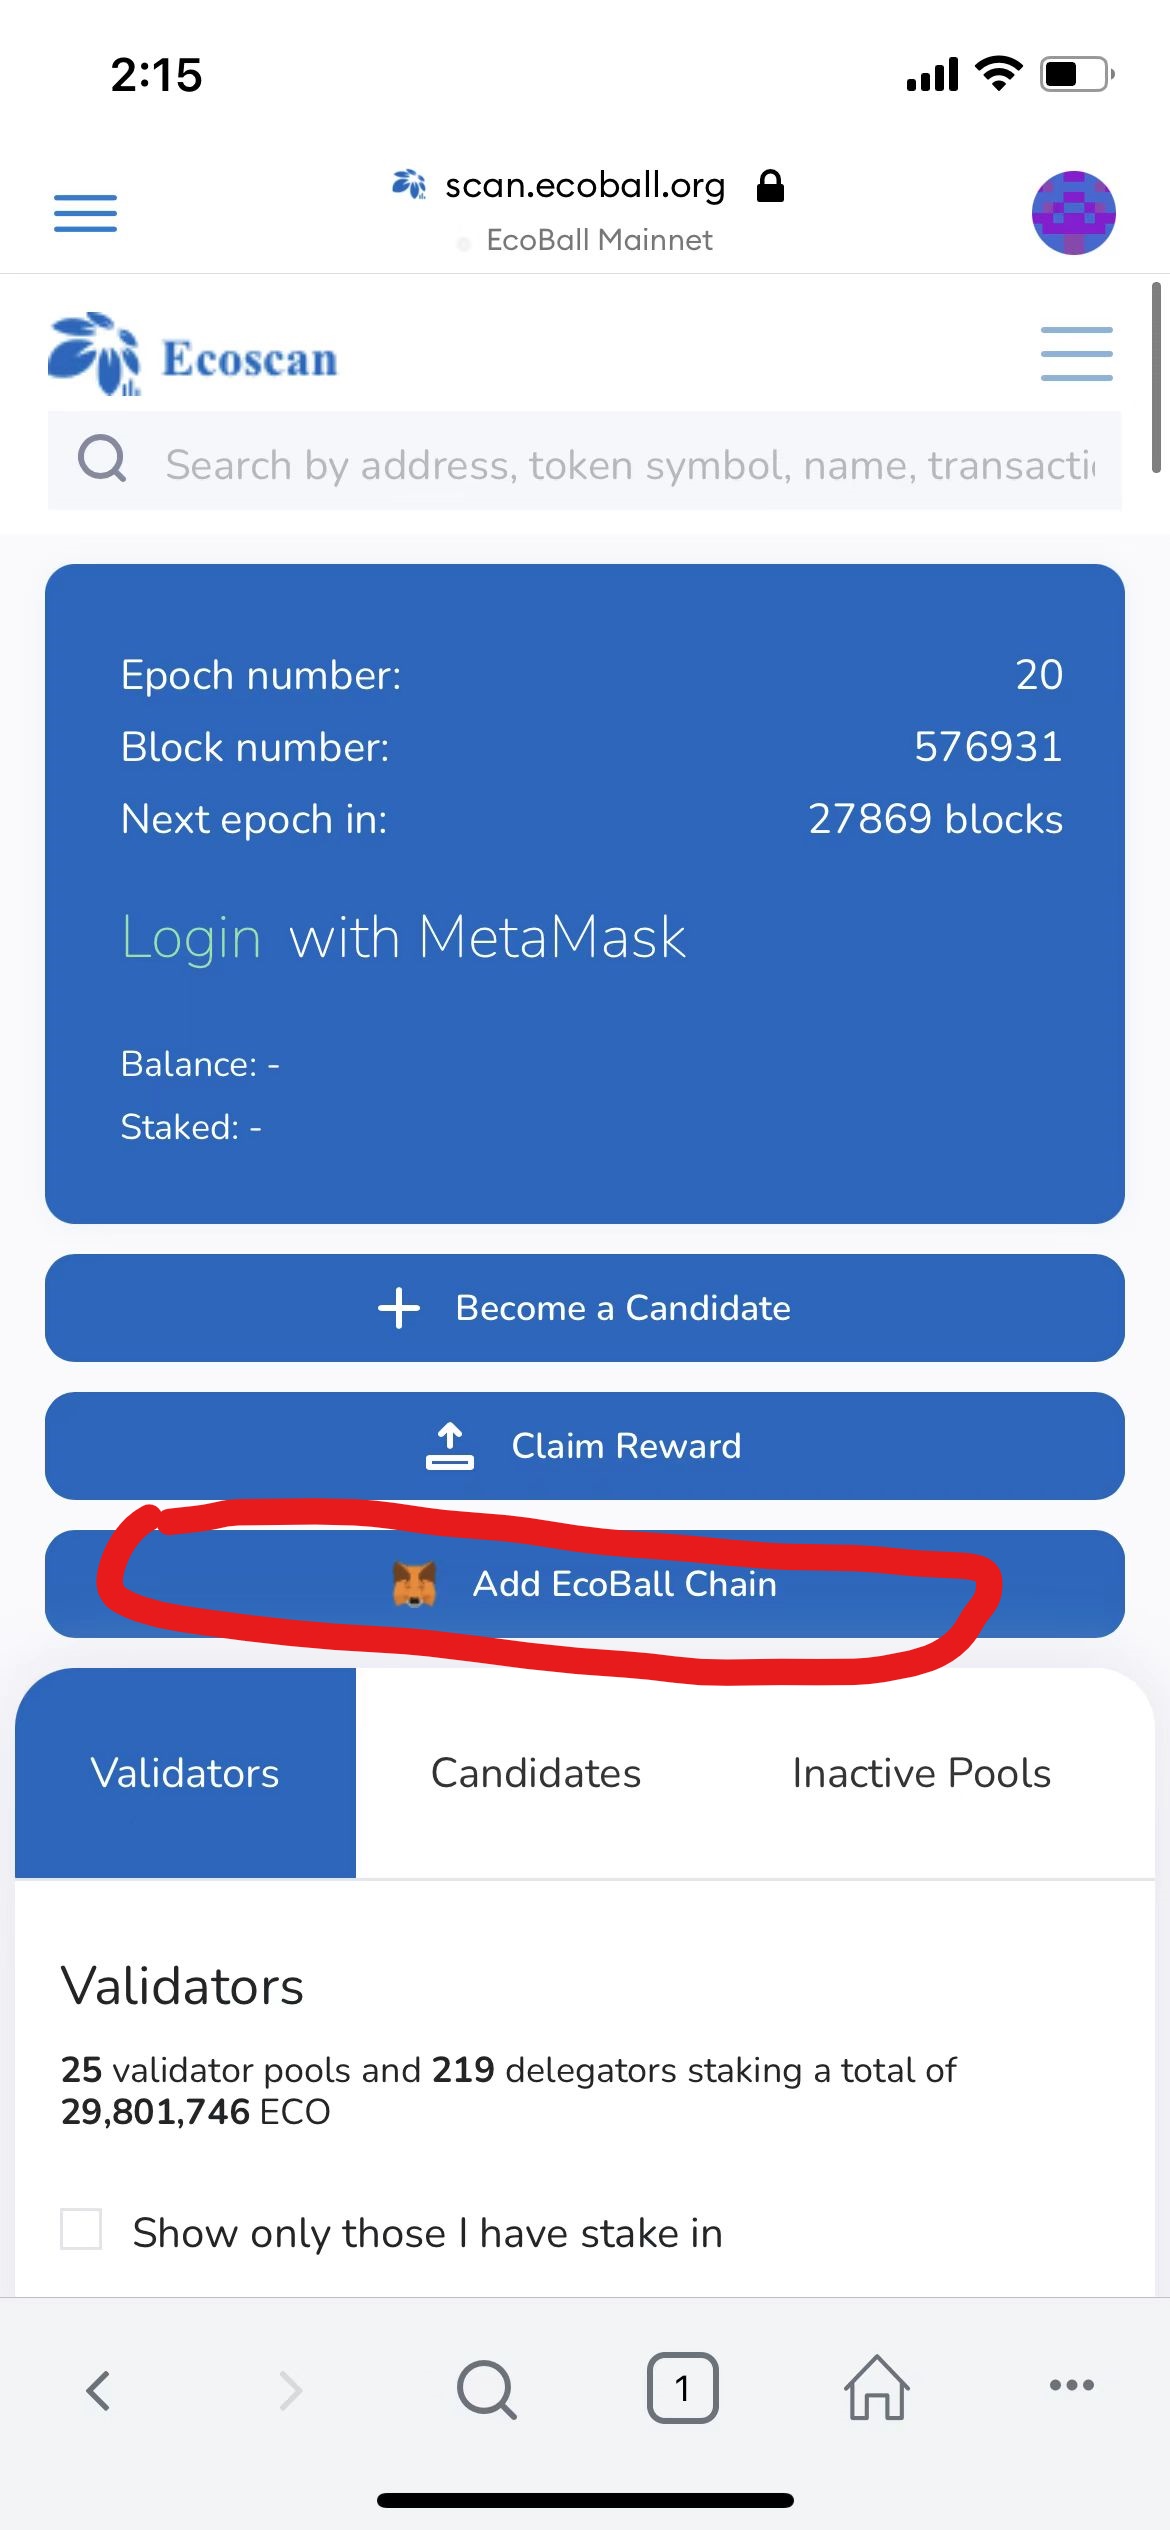 2:15
scan.ecoball.org
EcoBall Mainnet
Ecoscan
Search by address, token symbol, name, transacti
Epoch number: 20
Block number: 576931
Next epoch in: 27869 blocks
Login with MetaMask
Balance: -
Staked: -
Become a Candidate
Claim Reward
Add EcoBall Chain
Validators Candidates Inactive Pools
Validators
25 validator pools and 219 delegators staking a total of
29,801,746 ECO
Show only those I have stake in
1